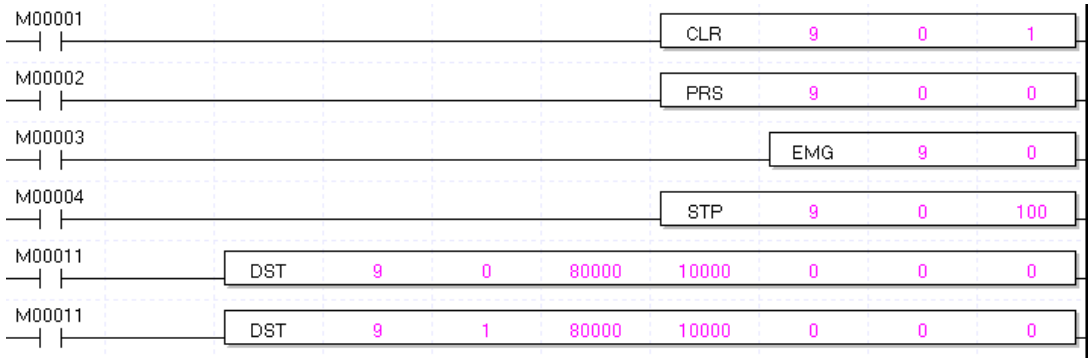 M00001
CLR 9 0 1
M00002
PRS 9 0 0
M00003
EMG 9 0
M00004
STP 9 0 100
M00011
DST 9 0 80000 10000 0 0 0
M00011
DST 9 1 80000 10000 0 0 0